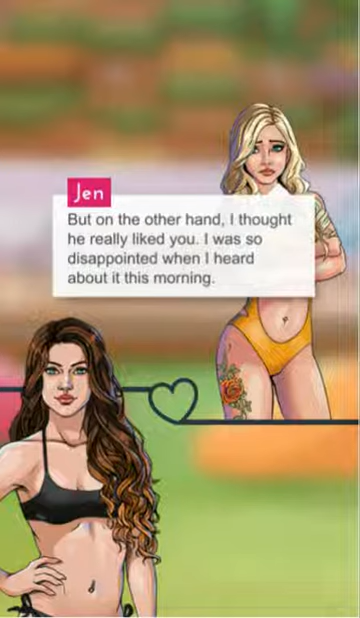 Jen
But on the other hand, I thought
he really liked you. I was so
disappointed when I heard
about it this morning.